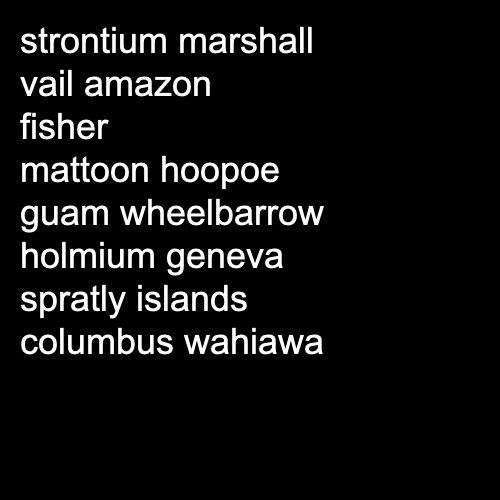 strontium marshall
vail amazon
fisher
mattoon hoopoe
guam wheelbarrow
holmium geneva
spratly islands
columbus wahiawa